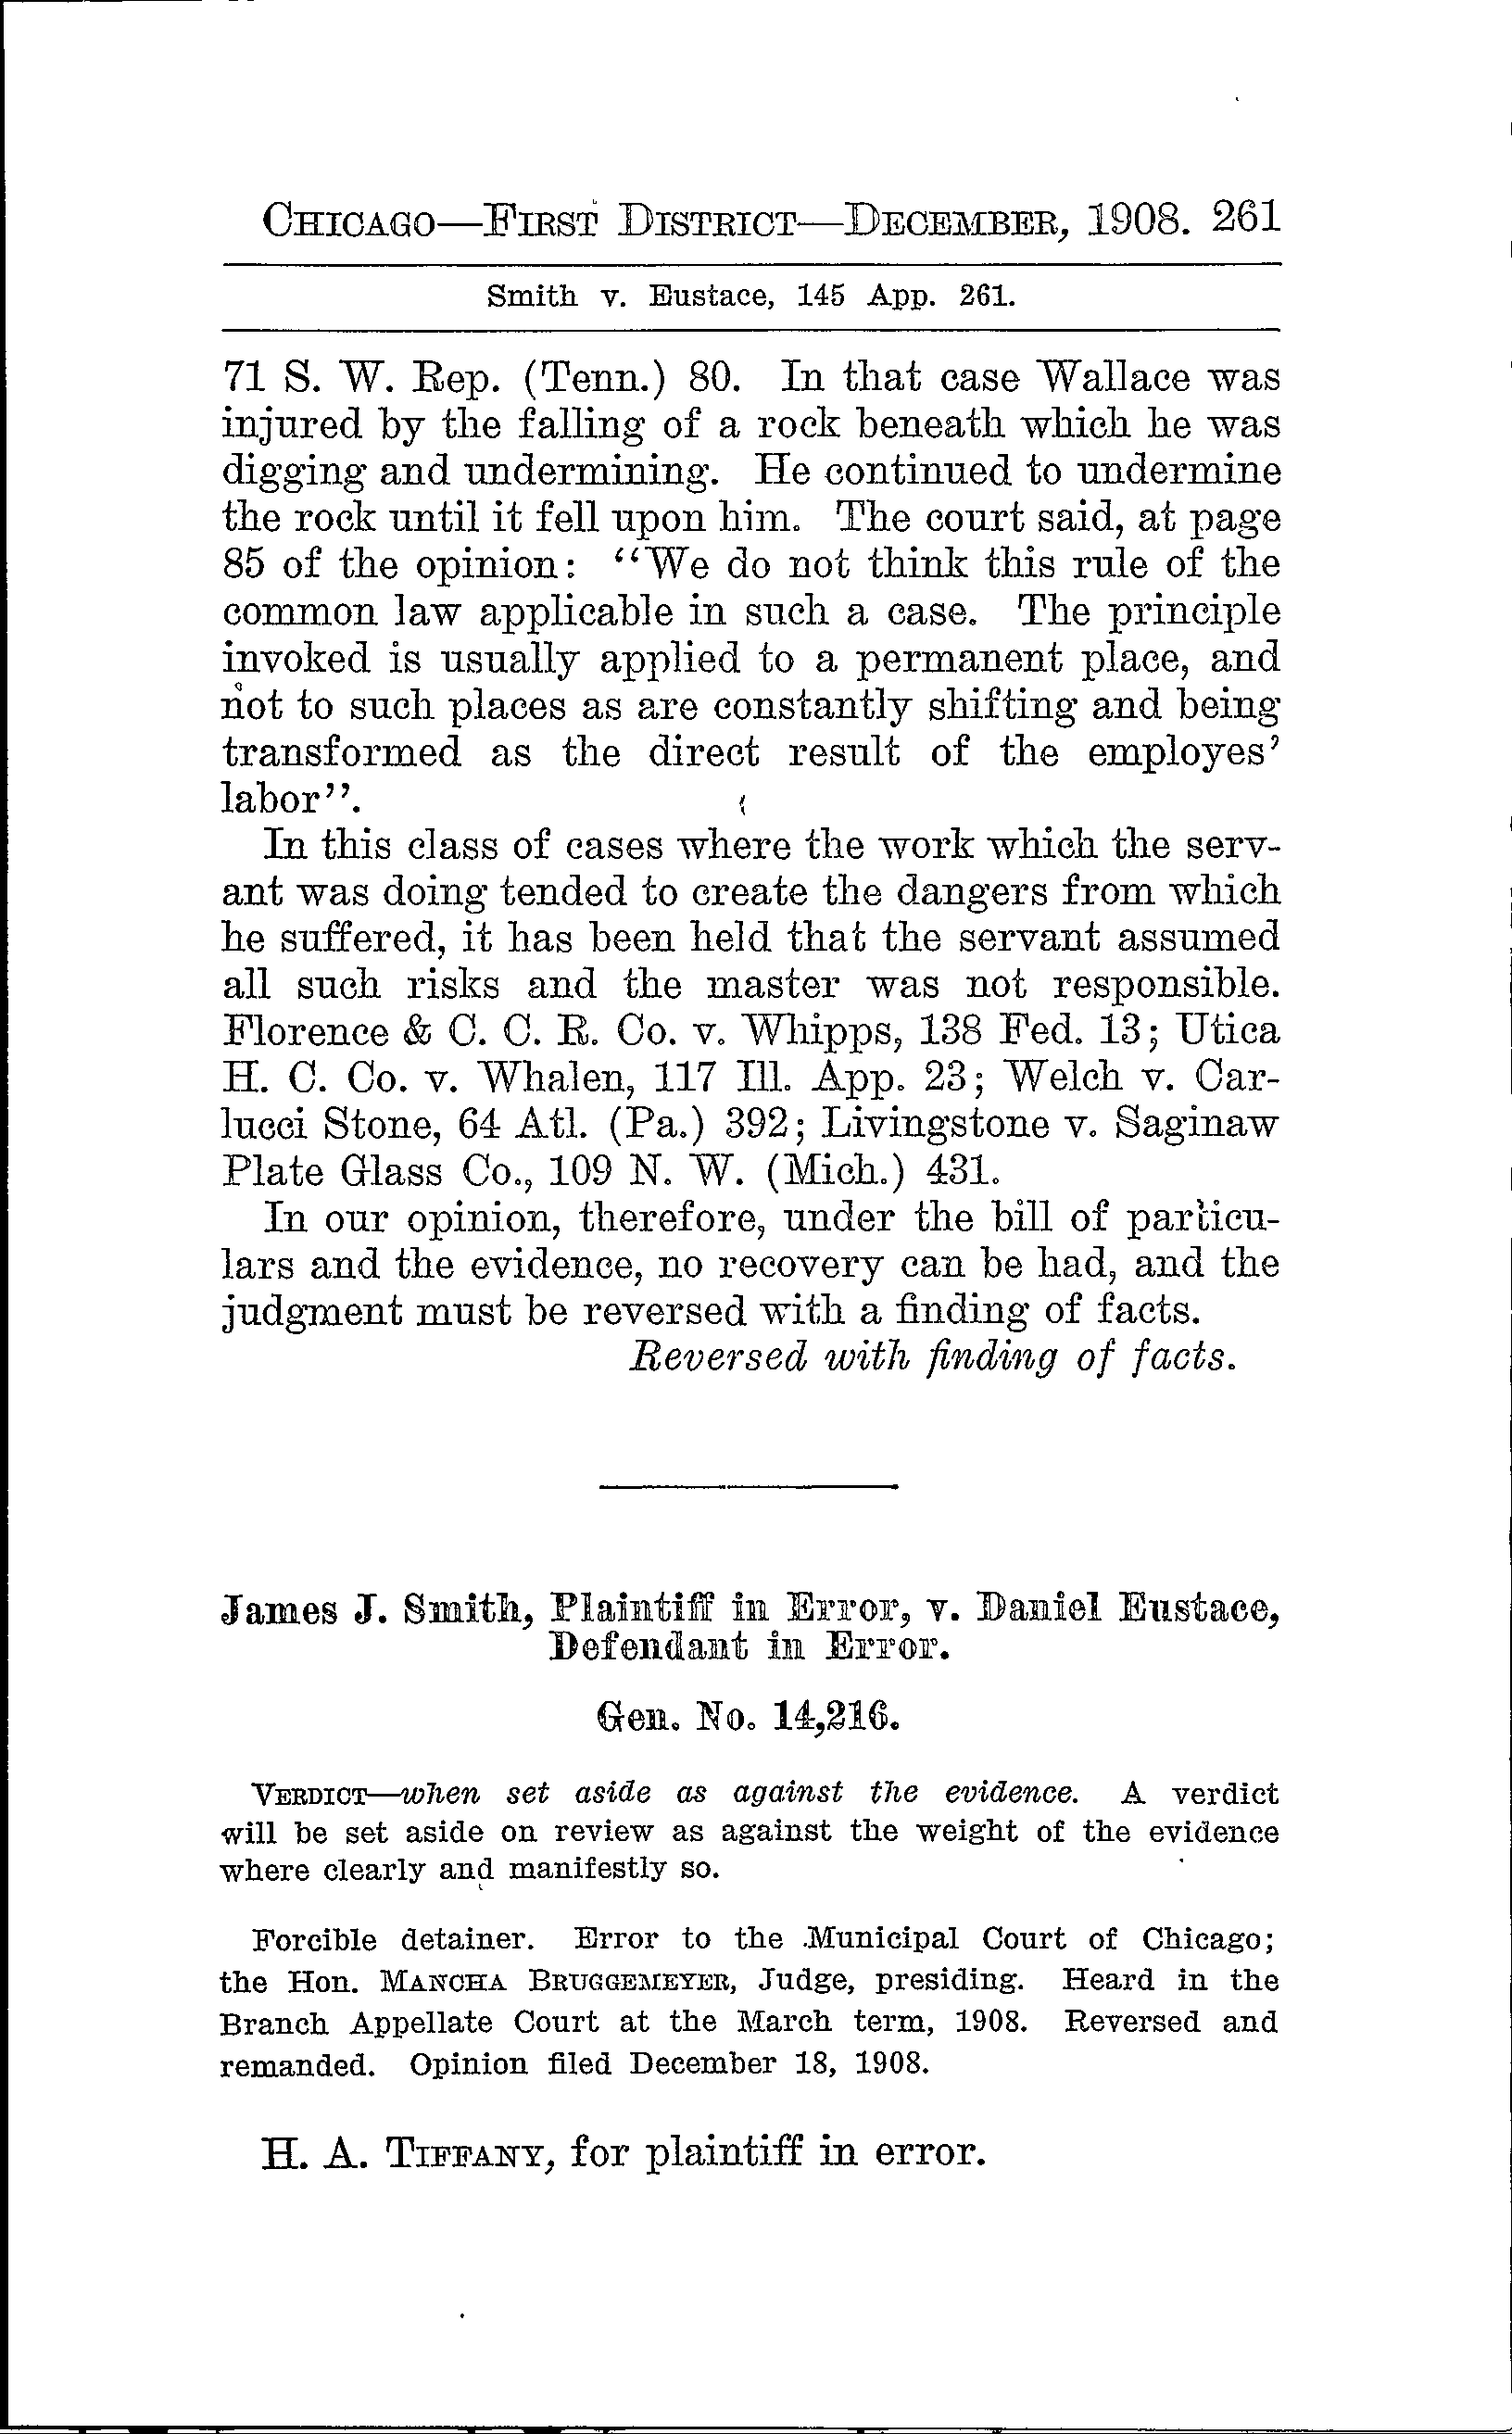 CHICAGO—FIRST DISTRICT—DECEMBER, 1908. 261
Smith v. Eustace, 145 App. 261.
71 S. W. Rep. (Tenn.) 80. In that case Wallace was
injured by the falling of a rock beneath which he was
digging and undermining. He continued to undermine
the rock until it fell upon him. The court said, at page
85 of the opinion: "We do not think this rule of the
common law applicable in such a case. The principle
invoked is usually applied to a permanent place, and
not to such places as are constantly shifting and being
transformed as the direct result of the employes'
labor".
In this class of cases where the work which the serv-
ant was doing tended to create the dangers from which
he suffered, it has been held that the servant assumed
all such risks and the master was not responsible.
Florence & C. C. R. Co. v. Whipps, 138 Fed. 13; Utica
H. C. Co. v. Whalen, 117 Ill. App. 23; Welch v. Car-
lucci Stone, 64 Atl. (Pa.) 392; Livingstone v. Saginaw
Plate Glass Co., 109 N. W. (Mich.) 431.
In our opinion, therefore, under the bill of particu-
lars and the evidence, no recovery can be had, and the
judgment must be reversed with a finding of facts.
Reversed with finding of facts.
James J. Smith, Plaintiff in Error, v. Daniel Eustace,
Defendant in Error.
Gen. No. 14,216.
VERDICT—when set aside as against the evidence. A verdict
will be set aside on review as against the weight of the evidence
where clearly and manifestly so.
Forcible detainer. Error to the Municipal Court of Chicago;
the Hon. MANCHA BRUGGEMEYER, Judge, presiding. Heard in the
Branch Appellate Court at the March term, 1908. Reversed and
remanded. Opinion filed December 18, 1908.
H. A. TIFFANY, for plaintiff in error.